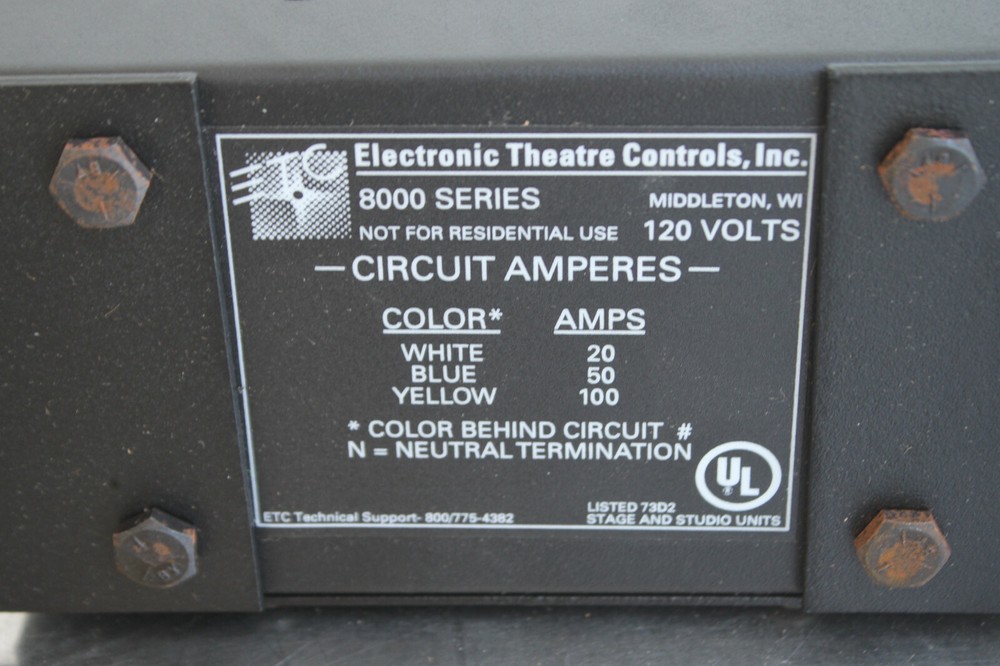 ETC Electronic Theatre Controls, Inc.
8000 SERIES MIDDLETON, WI
NOT FOR RESIDENTIAL USE 120 VOLTS
— CIRCUIT AMPERES —
COLOR* AMPS
WHITE 20
BLUE 50
YELLOW 100
* COLOR BEHIND CIRCUIT #
N = NEUTRAL TERMINATION
UL ®
LISTED 73D2
ETC Technical Support- 800/775-4382 STAGE AND STUDIO UNITS